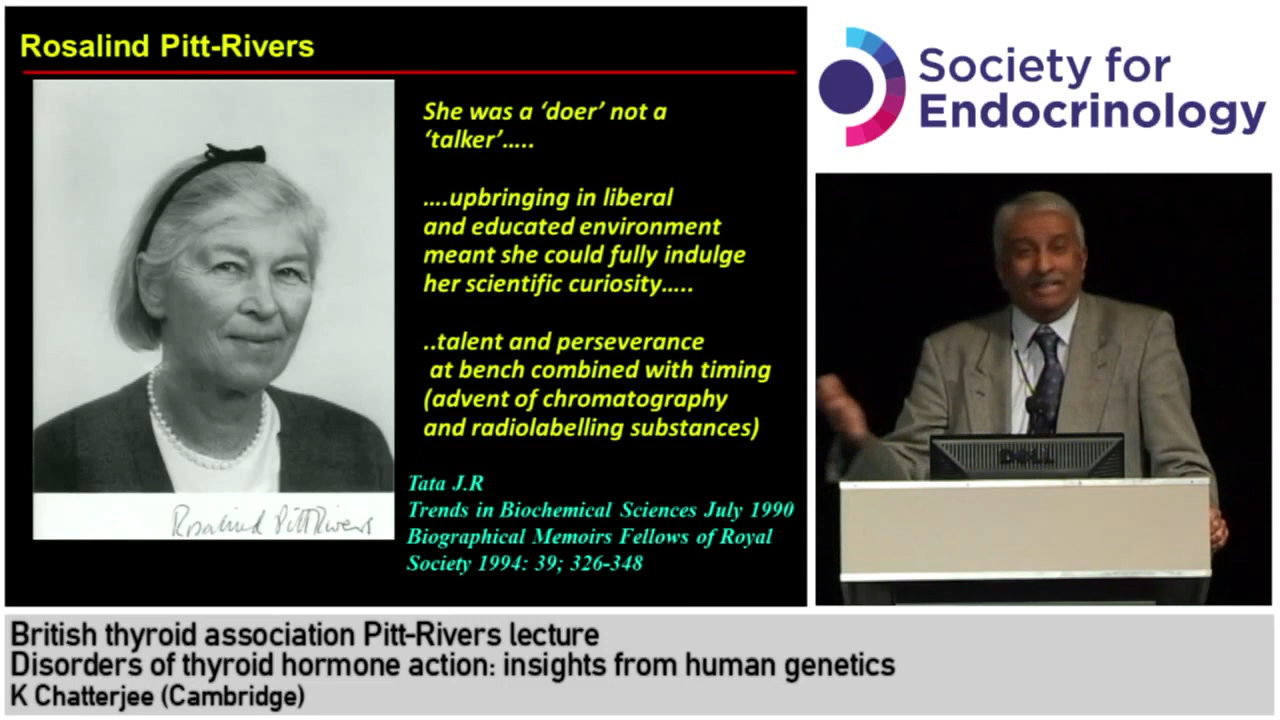 Rosalind Pitt-Rivers
She was a ‘doer’ not a
‘talker’…..
….upbringing in liberal
and educated environment
meant she could fully indulge
her scientific curiosity…..
..talent and perseverance
at bench combined with timing
(advent of chromatography
and radiolabelling substances)
Tata J.R
Trends in Biochemical Sciences July 1990
Biographical Memoirs Fellows of Royal
Society 1994: 39; 326-348
Rosalind Pitt-Rivers
Society for
Endocrinology
DELL
British thyroid association Pitt-Rivers lecture
Disorders of thyroid hormone action: insights from human genetics
K Chatterjee (Cambridge)